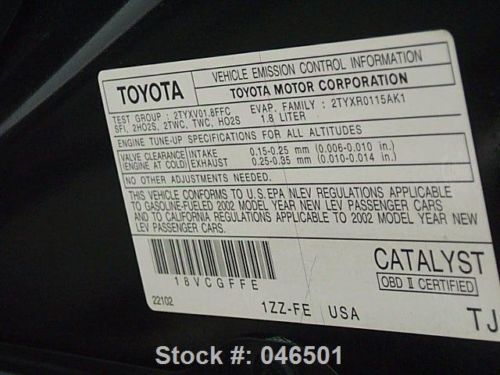 TOYOTA
VEHICLE EMISSION CONTROL INFORMATION
TOYOTA MOTOR CORPORATION
TEST GROUP : 2TYXV01.8FFC EVAP. FAMILY : 2TYXR0115AK1
SFI, 2HO2S, 2TWC, TWC, HO2S 1.8 LITER
ENGINE TUNE-UP SPECIFICATIONS FOR ALL ALTITUDES
VALVE CLEARANCE INTAKE 0.15-0.25 mm (0.006-0.010 in.)
(ENGINE AT COLD) EXHAUST 0.25-0.35 mm (0.010-0.014 in.)
NO OTHER ADJUSTMENTS NEEDED.
THIS VEHICLE CONFORMS TO U.S.EPA NLEV REGULATIONS APPLICABLE
TO GASOLINE-FUELED 2002 MODEL YEAR NEW LEV PASSENGER CARS
AND TO CALIFORNIA REGULATIONS APPLICABLE TO 2002 MODEL YEAR NEW
LEV PASSENGER CARS.
18VCGFFE
CATALYST
OBD II CERTIFIED
22102
1ZZ-FE USA
TJ
Stock #: 046501